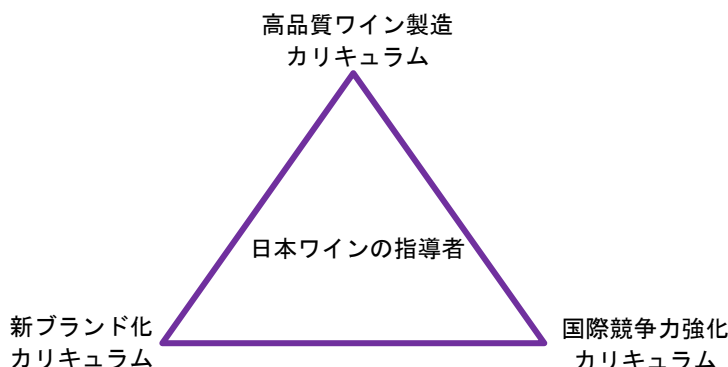 高品質ワイン製造
カリキュラム
日本ワインの指導者
新ブランド化
カリキュラム
国際競争力強化
カリキュラム